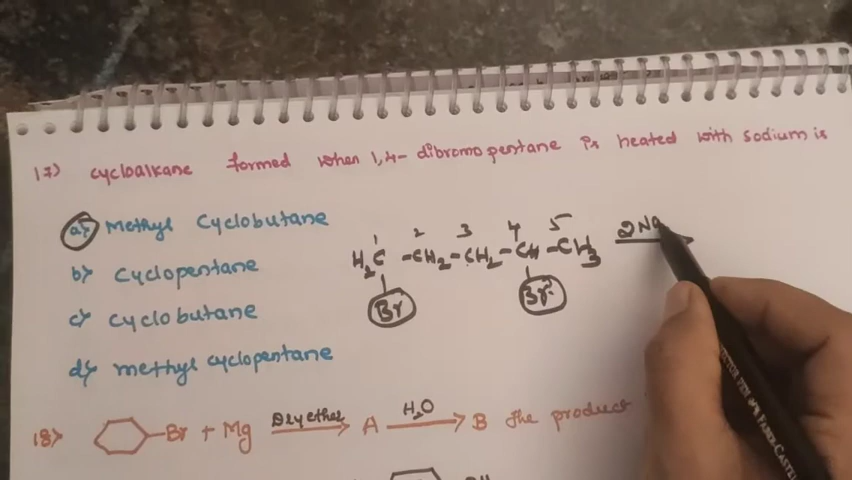 17) cycloalkane formed when 1,4- dibromo pentane is heated with sodium is
a) Methyl Cyclobutane
b) Cyclopentane
c) Cyclobutane
d) methyl cyclopentane
1 2 3 4 5
H2C -CH2-CH2-CH-CH3 2Na
Br Br
18) -Br + Mg Dry ether A H2O B the product